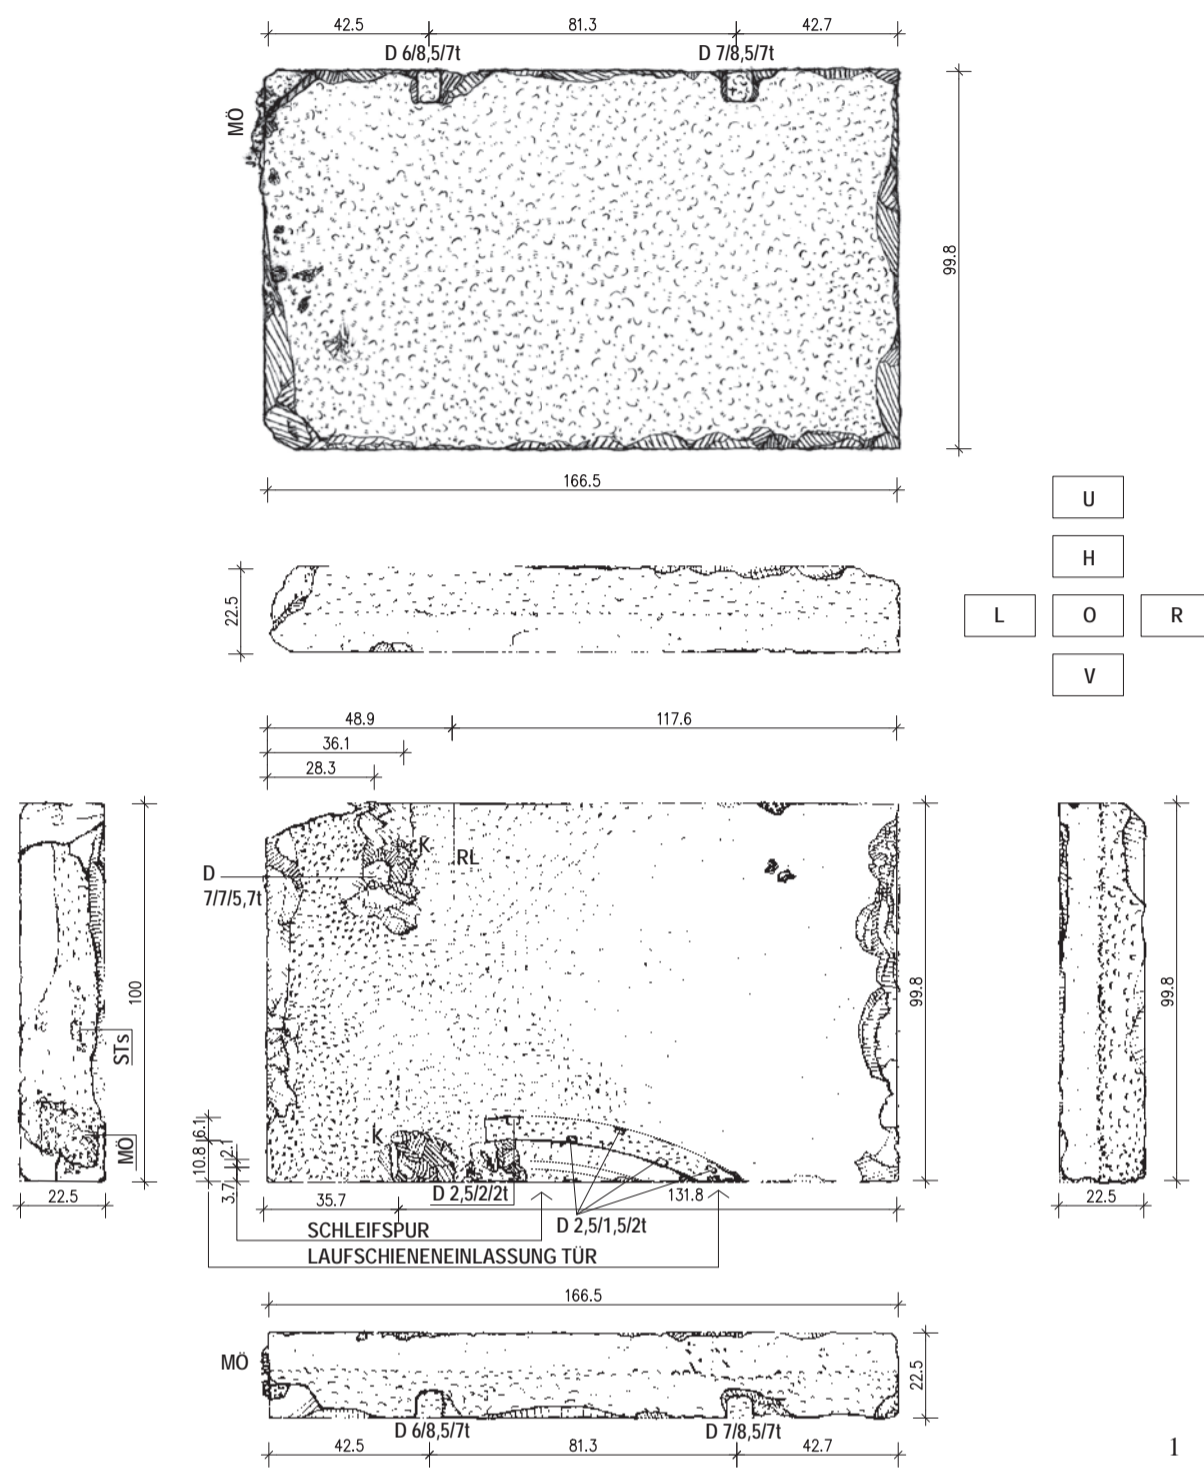 42.5 81.3 42.7
D 6/8,5/7t D 7/8,5/7t
MÖ
99.8
166.5
U
H
L O R
V
22.5
48.9 117.6
36.1
28.3
K
RL
D
7/7/5,7t
100
STs
MÖ
22.5
99.8
99.8
22.5
K
6.1
10.8
2.1
3.7
35.7 D 2,5/2/2t 131.8
SCHLEIFSPUR D 2,5/1,5/2t
LAUFSCHIENENEINLASSUNG TÜR
166.5
MÖ
22.5
D 6/8,5/7t D 7/8,5/7t
42.5 81.3 42.7
1